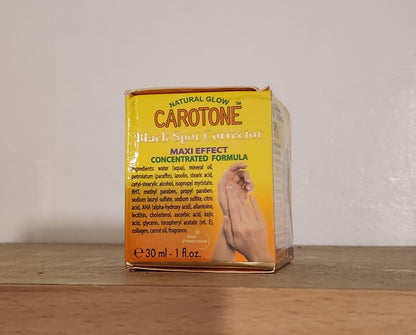 NATURAL GLOW
CAROTONE™
Black Spot Corrector
MAXI EFFECT
CONCENTRATED FORMULA
Ingredients: water (aqua), mineral oil,
petrolatum (paraffin), lanolin, stearic acid,
cetyl-stearylic alcohol, isopropyl myrstate,
BHT, methyl paraben, propyl paraben,
sodium lauryl sulfate, sodium sulfite, citric
acid, AHA (alpha-hydroxy acid), allantoine,
lecithin, cholesterol, ascorbic acid, kojic
acid, glycerin, tocopheryl acetate (vit. E),
collagen, carrot oil, fragrance.
℮ 30 ml - 1 fl.oz.